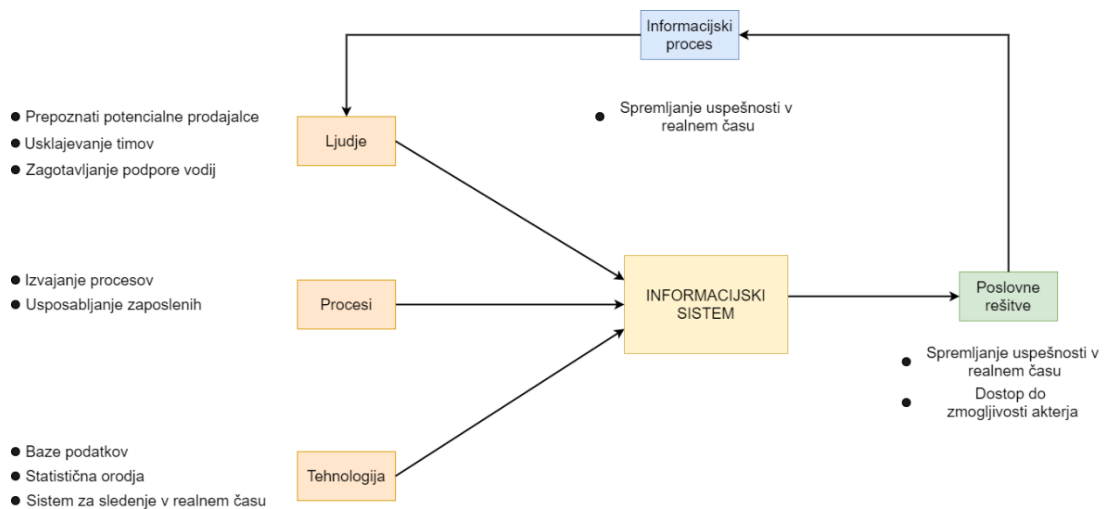 Informacijski
proces
Spremljanje uspešnosti v
realnem času
Prepoznati potencialne prodajalce
Usklajevanje timov
Zagotavljanje podpore vodij
Ljudje
Izvajanje procesov
Usposabljanje zaposlenih
Procesi
INFORMACIJSKI
SISTEM
Poslovne
rešitve
Spremljanje uspešnosti v
realnem času
Dostop do
zmogljivosti akterja
Baze podatkov
Statistična orodja
Sistem za sledenje v realnem času
Tehnologija